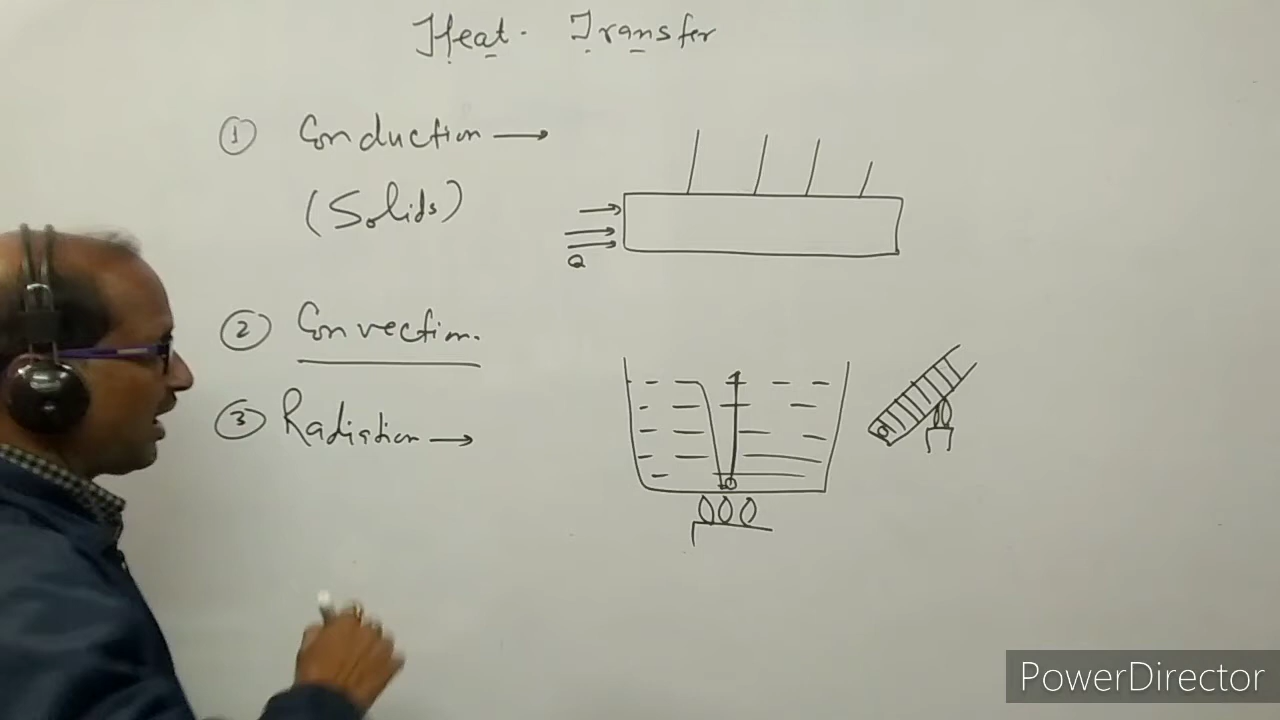 Heat. Transfer
① Conduction →
(Solids)
Q
② Convection.
③ Radiation →
PowerDirector